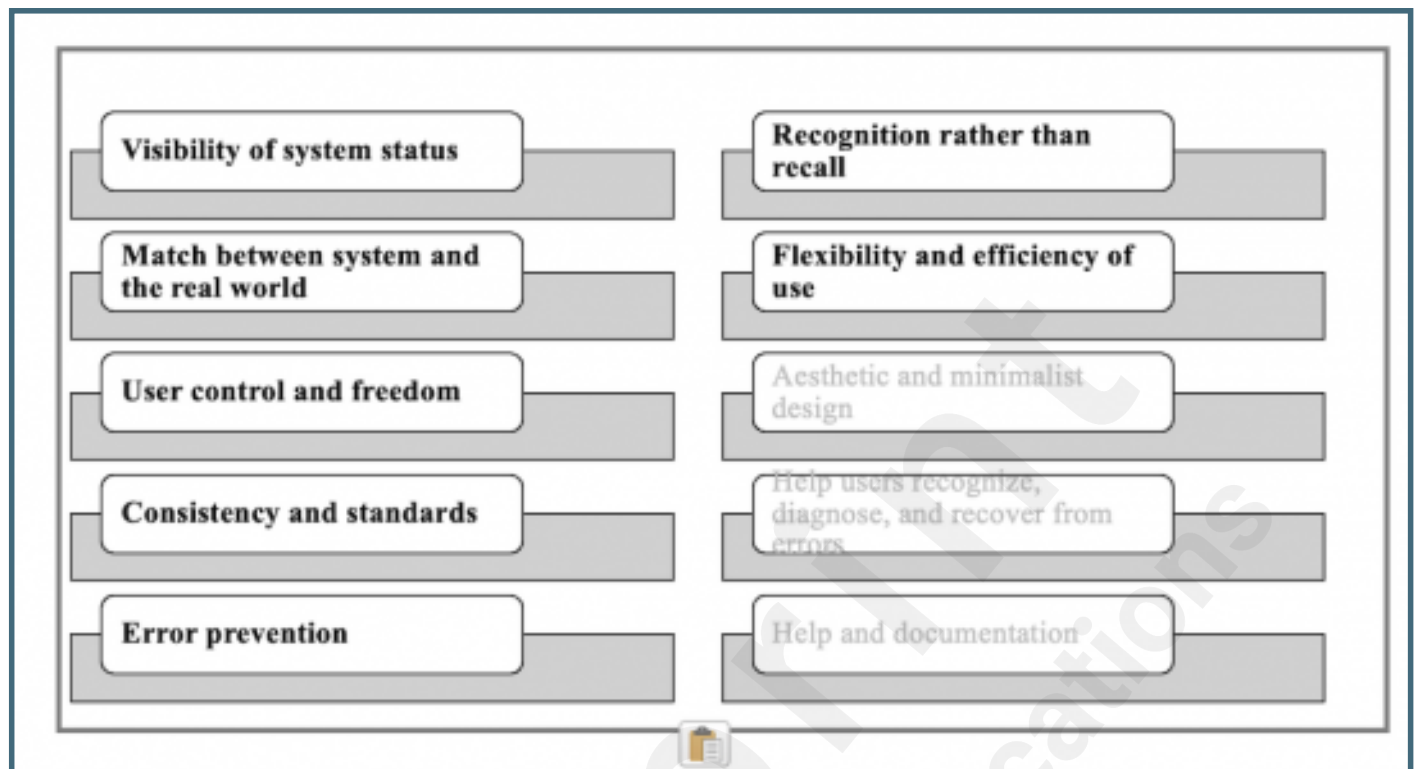 Visibility of system status
Match between system and
the real world
User control and freedom
Consistency and standards
Error prevention
Recognition rather than
recall
Flexibility and efficiency of
use
Aesthetic and minimalist
design
Help users recognize,
diagnose, and recover from
errors
Help and documentation